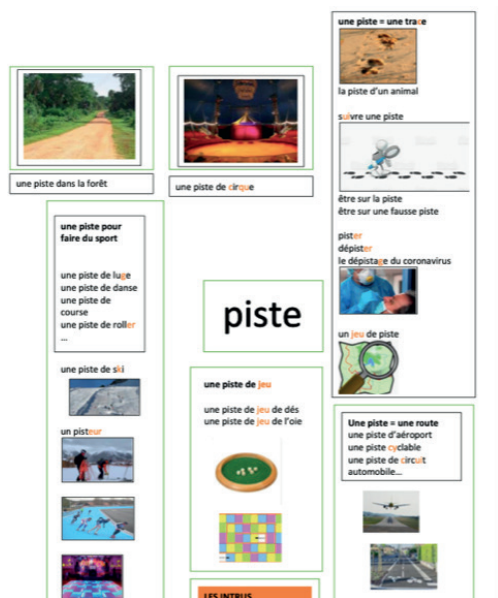 une piste = une trace
la piste d'un animal
suivre une piste
être sur la piste
être sur une fausse piste
pister
dépister
le dépistage du coronavirus
un jeu de piste
une piste dans la forêt
une piste de cirque
une piste pour
faire du sport
une piste de luge
une piste de danse
une piste de
course
une piste de roller
...
une piste de ski
un pisteur
piste
une piste de jeu
une piste de jeu de dés
une piste de jeu de l'oie
LES INTRUS
Une piste = une route
une piste d'aéroport
une piste cyclable
une piste de circuit
automobile...